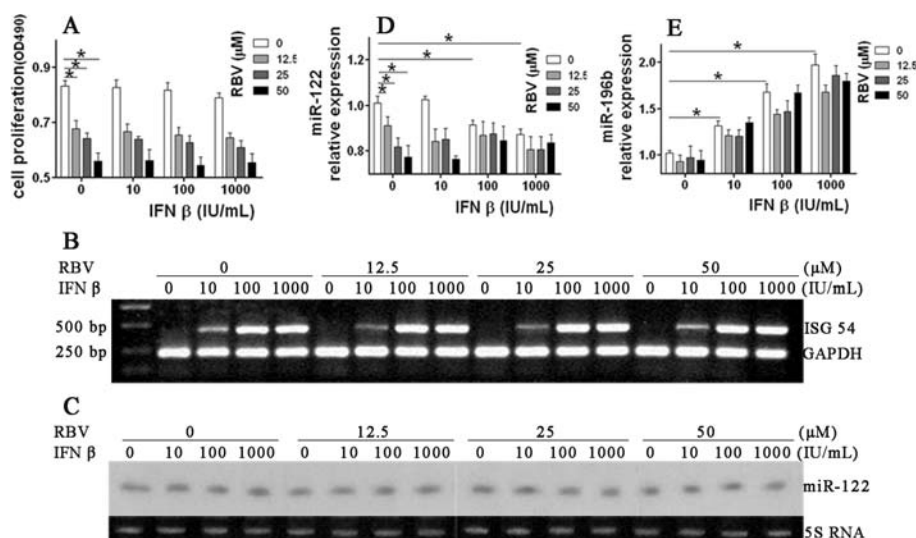 A
cell proliferation(OD490)
0.9
0.7
0.5
* * *
0 10 100 1000
IFN β (IU/mL)
RBV (μM)
0
12.5
25
50
D
miR-122
relative expression
1.2
1.0
0.8
* * * * *
0 10 100 1000
IFN β (IU/mL)
RBV (μM)
0
12.5
25
50
E
miR-196b
relative expression
2.0
1.5
1.0
* * *
0 10 100 1000
IFN β (IU/mL)
RBV (μM)
0
12.5
25
50
B
RBV 0 12.5 25 50 (μM)
IFN β 0 10 100 1000 0 10 100 1000 0 10 100 1000 0 10 100 1000 (IU/mL)
500 bp ISG 54
250 bp GAPDH
C
RBV 0 12.5 25 50 (μM)
IFN β 0 10 100 1000 0 10 100 1000 0 10 100 1000 0 10 100 1000 (IU/mL)
miR-122
5S RNA